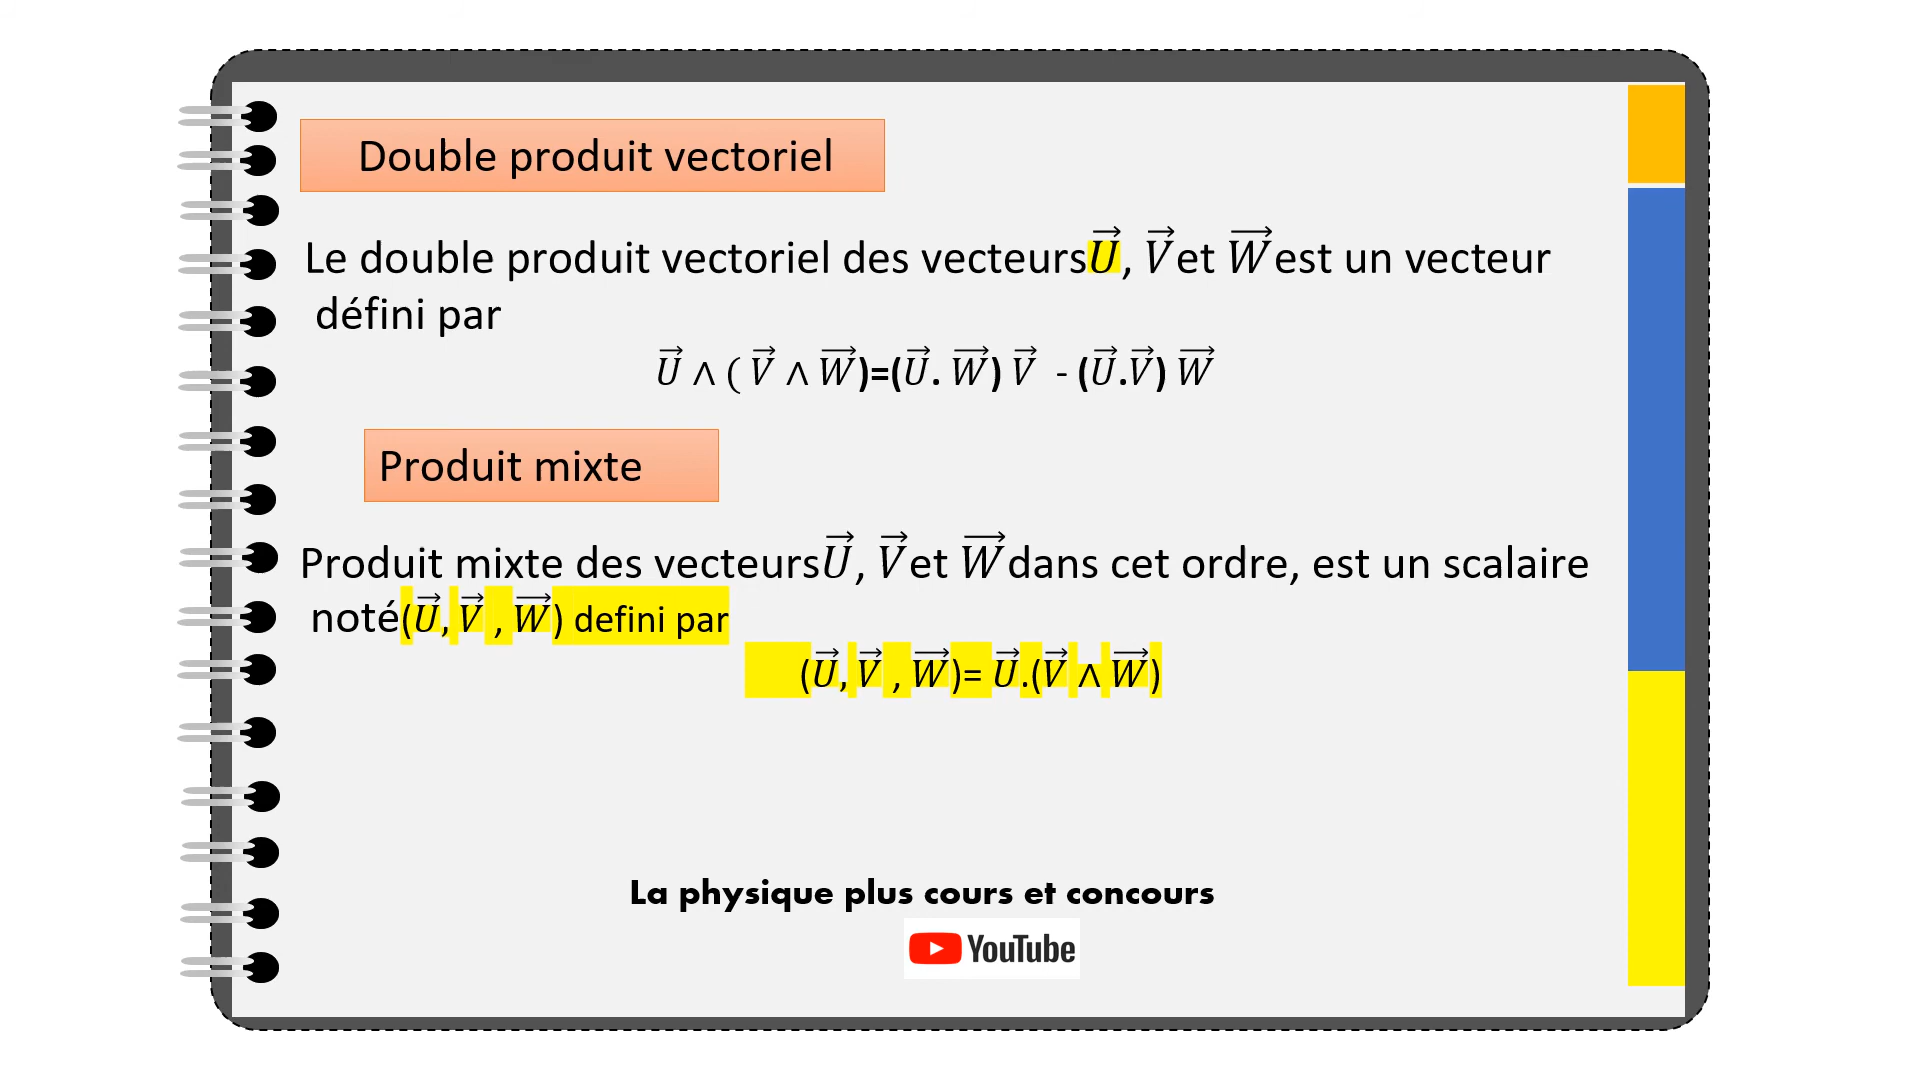 Double produit vectoriel
Le double produit vectoriel des vecteurs U⃗, V⃗ et W⃗ est un vecteur
défini par
U⃗ ∧ ( V⃗ ∧ W⃗)=(U⃗. W⃗) V⃗ - (U⃗.V⃗) W⃗
Produit mixte
Produit mixte des vecteurs U⃗, V⃗ et W⃗ dans cet ordre, est un scalaire
noté(U⃗, V⃗ , W⃗) defini par
(U⃗, V⃗ , W⃗)= U⃗.(V⃗ ∧ W⃗)
La physique plus cours et concours
YouTube